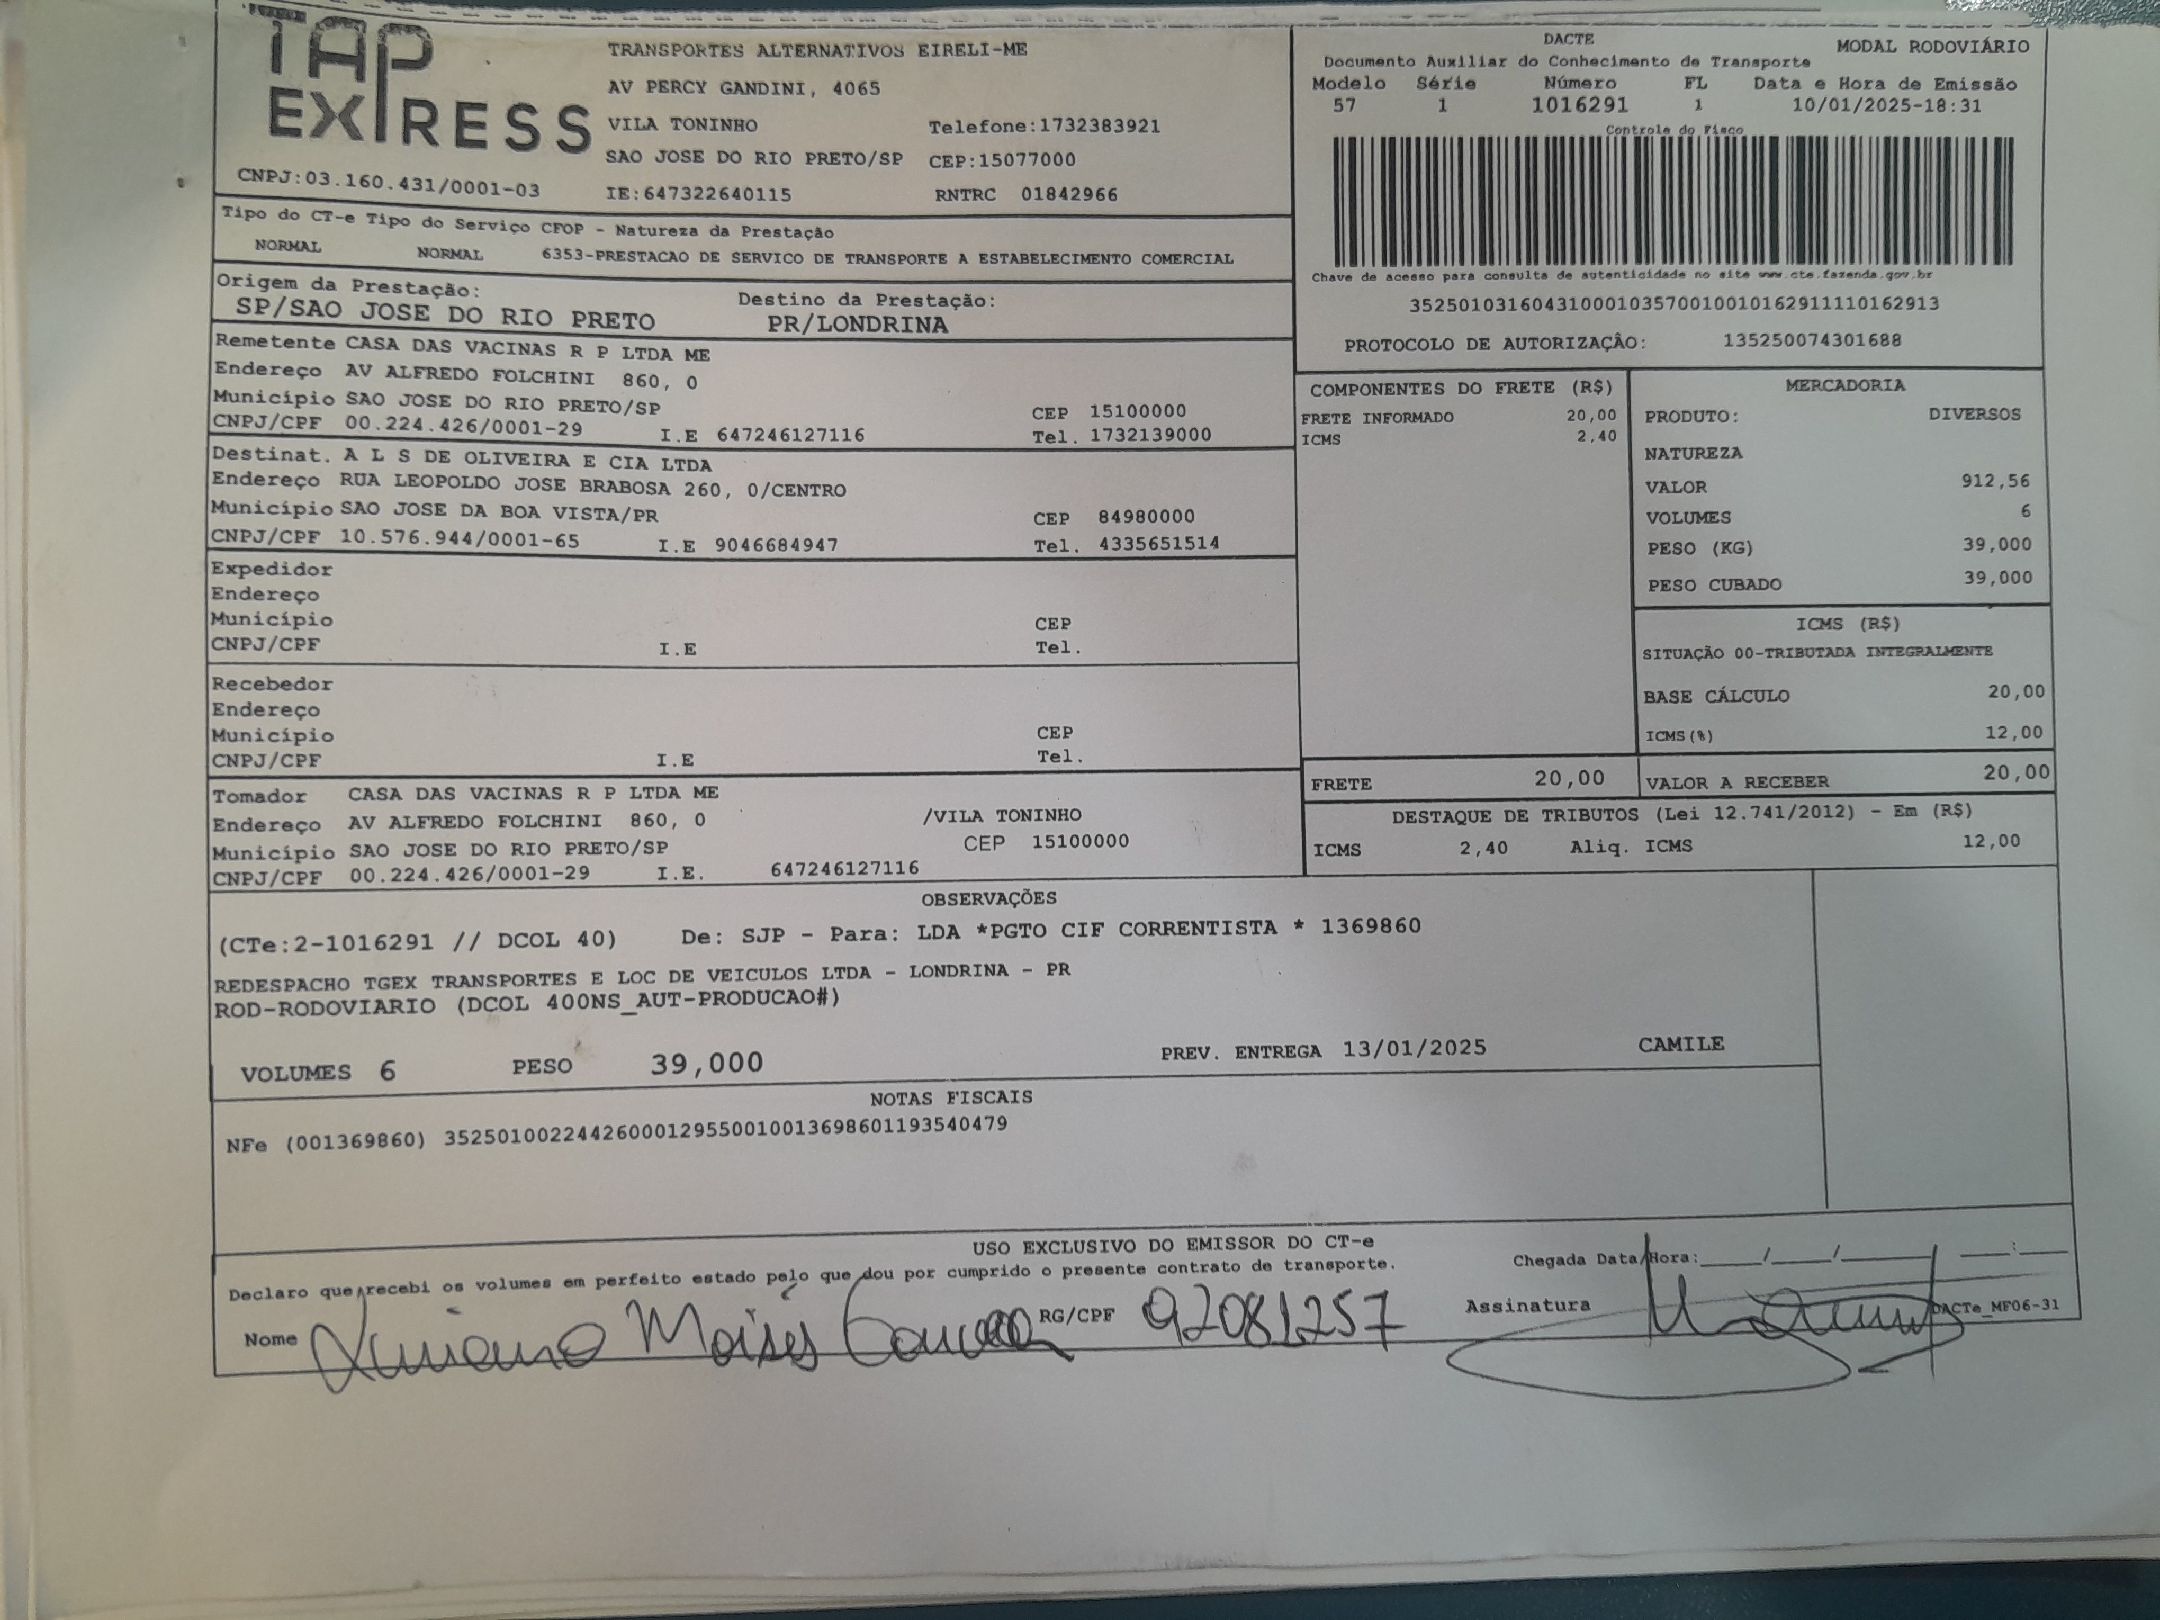 TAP EXPRESS
TRANSPORTES ALTERNATIVOS EIRELI-ME
AV PERCY GANDINI, 4065
VILA TONINHO Telefone:1732383921
SAO JOSE DO RIO PRETO/SP CEP:15077000
CNPJ:03.160.431/0001-03 IE:647322640115 RNTRC 01842966
DACTE MODAL RODOVIÁRIO
Documento Auxiliar do Conhecimento de Transporte
Modelo Série Número FL Data e Hora de Emissão
57 1 1016291 1 10/01/2025-18:31
Controle do Fisco
Chave de acesso para consulta de autenticidade no site www.cte.fazenda.gov.br
35250103160431000103570010010162911110162913
PROTOCOLO DE AUTORIZAÇÃO: 135250074301688
Tipo do CT-e Tipo do Serviço CFOP - Natureza da Prestação
NORMAL NORMAL 6353-PRESTACAO DE SERVICO DE TRANSPORTE A ESTABELECIMENTO COMERCIAL
Origem da Prestação: Destino da Prestação:
SP/SAO JOSE DO RIO PRETO PR/LONDRINA
Remetente CASA DAS VACINAS R P LTDA ME
Endereço AV ALFREDO FOLCHINI 860, 0
Município SAO JOSE DO RIO PRETO/SP CEP 15100000
CNPJ/CPF 00.224.426/0001-29 I.E 647246127116 Tel. 1732139000
Destinat. A L S DE OLIVEIRA E CIA LTDA
Endereço RUA LEOPOLDO JOSE BRABOSA 260, 0/CENTRO
Município SAO JOSE DA BOA VISTA/PR CEP 84980000
CNPJ/CPF 10.576.944/0001-65 I.E 9046684947 Tel. 4335651514
Expedidor
Endereço
Município CEP
CNPJ/CPF I.E Tel.
Recebedor
Endereço
Município CEP
CNPJ/CPF I.E Tel.
Tomador CASA DAS VACINAS R P LTDA ME
Endereço AV ALFREDO FOLCHINI 860, 0 /VILA TONINHO
Município SAO JOSE DO RIO PRETO/SP CEP 15100000
CNPJ/CPF 00.224.426/0001-29 I.E. 647246127116
COMPONENTES DO FRETE (R$)
FRETE INFORMADO 20,00
ICMS 2,40
MERCADORIA
PRODUTO: DIVERSOS
NATUREZA
VALOR 912,56
VOLUMES 6
PESO (KG) 39,000
PESO CUBADO 39,000
ICMS (R$)
SITUAÇÃO 00-TRIBUTADA INTEGRALMENTE
BASE CÁLCULO 20,00
ICMS(%) 12,00
FRETE 20,00 VALOR A RECEBER 20,00
DESTAQUE DE TRIBUTOS (Lei 12.741/2012) - Em (R$)
ICMS 2,40 Aliq. ICMS 12,00
OBSERVAÇÕES
(CTe:2-1016291 // DCOL 40) De: SJP - Para: LDA *PGTO CIF CORRENTISTA * 1369860
REDESPACHO TGEX TRANSPORTES E LOC DE VEICULOS LTDA - LONDRINA - PR
ROD-RODOVIARIO (DCOL 400NS_AUT-PRODUCAO#)
VOLUMES 6 PESO 39,000 PREV. ENTREGA 13/01/2025 CAMILE
NOTAS FISCAIS
NFe (001369860) 35250100224426000129550010013698601193540479
USO EXCLUSIVO DO EMISSOR DO CT-e
Declaro que recebi os volumes em perfeito estado pelo que dou por cumprido o presente contrato de transporte. Chegada Data/Hora:____/____/______ ___:___
Nome Moisés RG/CPF 92081257 Assinatura DACTe_MF06-31